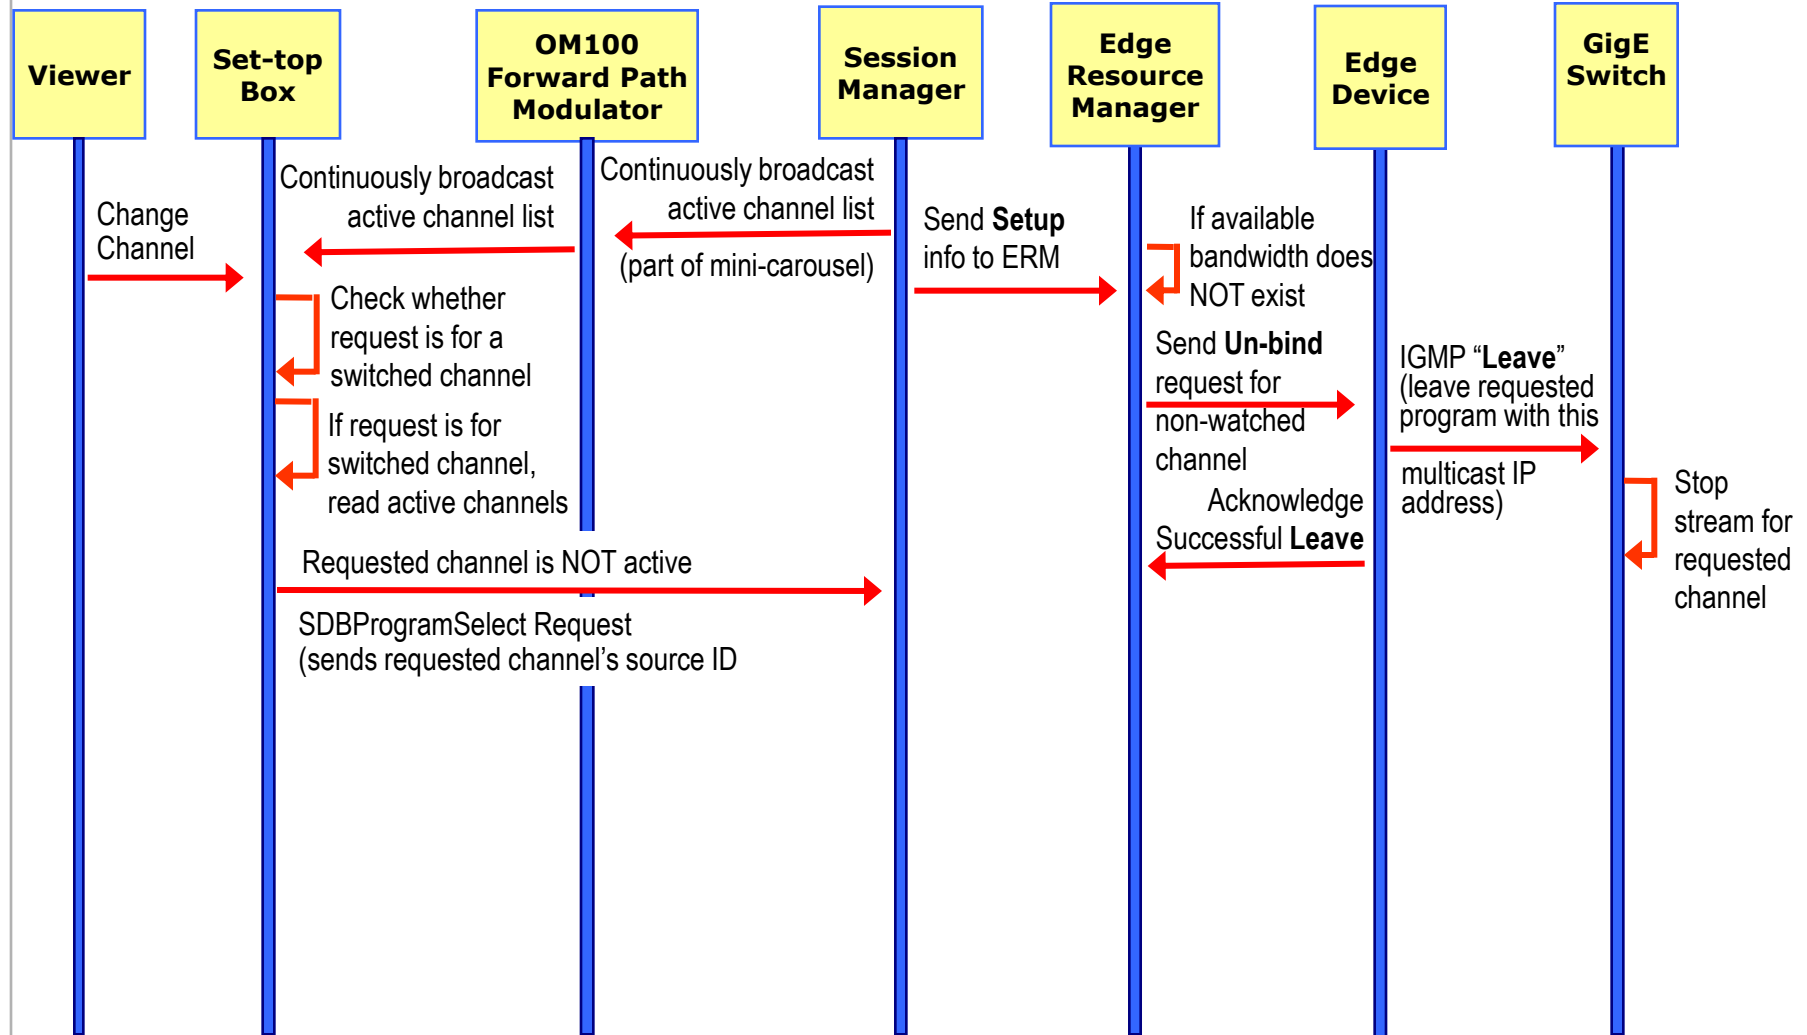 Viewer
Set-top
Box
OM100
Forward Path
Modulator
Session
Manager
Edge
Resource
Manager
Edge
Device
GigE
Switch
Change
Channel
Continuously broadcast
active channel list
Continuously broadcast
active channel list
(part of mini-carousel)
Send Setup
info to ERM
If available
bandwidth does
NOT exist
Check whether
request is for a
switched channel
If request is for
switched channel,
read active channels
Send Un-bind
request for
non-watched
channel
IGMP “Leave”
(leave requested
program with this
multicast IP
address)
Acknowledge
Successful Leave
Stop
stream for
requested
channel
Requested channel is NOT active
SDBProgramSelect Request
(sends requested channel’s source ID